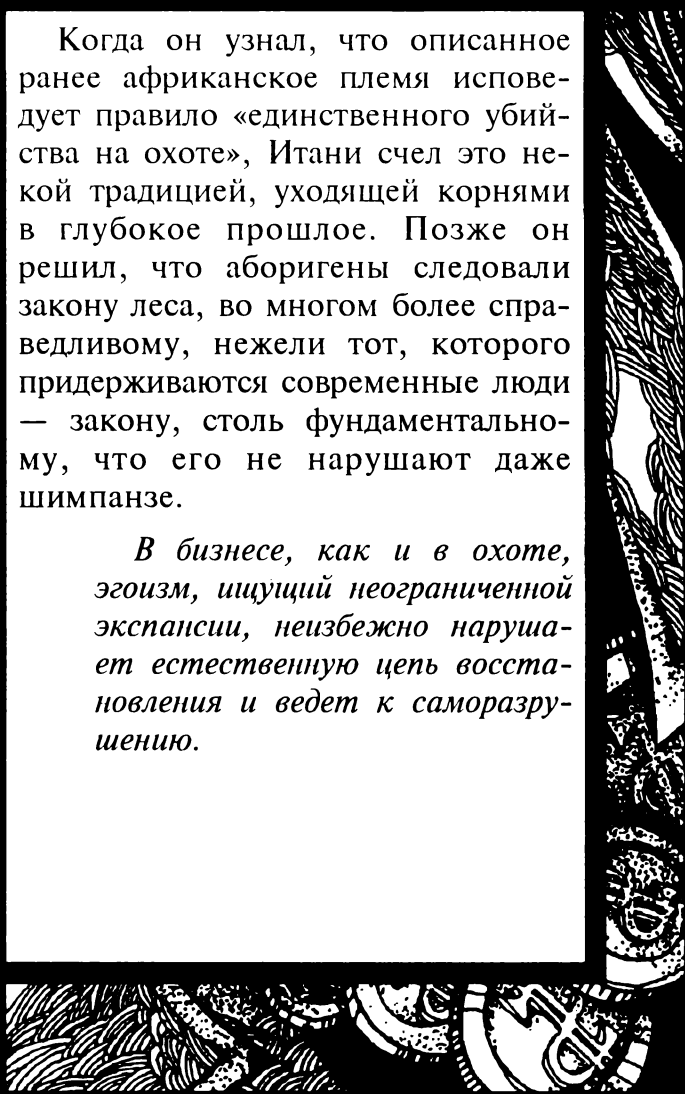 Когда он узнал, что описанное
ранее африканское племя испове-
дует правило «единственного убий-
ства на охоте», Итани счел это не-
кой традицией, уходящей корнями
в глубокое прошлое. Позже он
решил, что аборигены следовали
закону леса, во многом более спра-
ведливому, нежели тот, которого
придерживаются современные люди
— закону, столь фундаментально-
му, что его не нарушают даже
шимпанзе.
В бизнесе, как и в охоте,
эгоизм, ищущий неограниченной
экспансии, неизбежно наруша-
ет естественную цепь восста-
новления и ведет к саморазру-
шению.